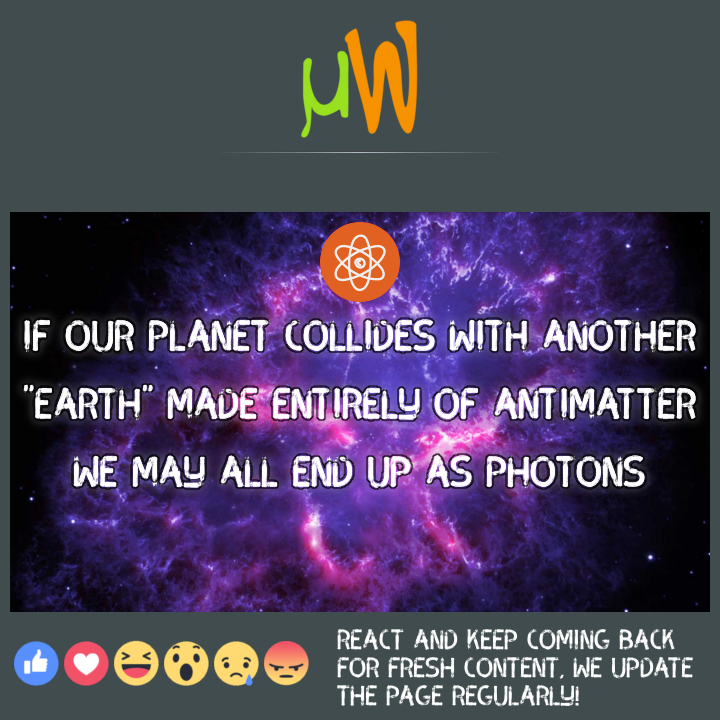 µW
IF OUR PLANET COLLIDES WITH ANOTHER
"EARTH" MADE ENTIRELY OF ANTIMATTER
WE MAY ALL END UP AS PHOTONS
REACT AND KEEP COMING BACK
FOR FRESH CONTENT, WE UPDATE
THE PAGE REGULARLY!